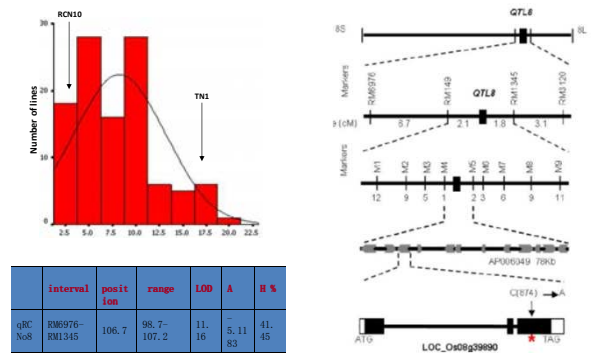 RCN10
TN1
Number of lines
30
20
10
0
2.5 5.0 7.5 10.0 12.5 15.0 17.5 20.0 22.5
interval position range LOD A H %
qRCNo8 RM6976-RM1345 106.7 98.7-107.2 11.16 -5.1183 41.45
QTL8
8S 8L
Markers RM6976 RM149 QTL8 RM1345 RM3120
(cM) 6.7 2.1 1.8 3.1
Markers M1 M2 M3 M4 M5 M6 M7 M8 M9
12 9 5 1 2 3 6 9 11
AP006049 78Kb
C(874) A
ATG * TAG
LOC_Os08g39890